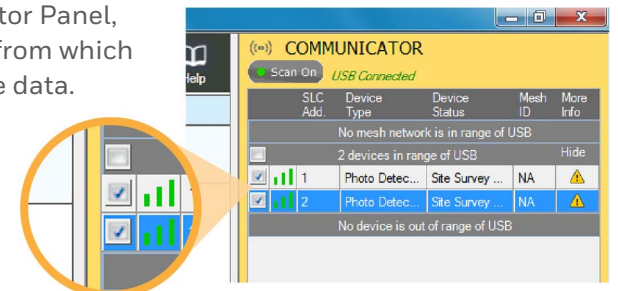 tor Panel,
from which
e data.
Help
COMMUNICATOR
Scan On USB Connected
SLC Add. Device Type Device Status Mesh ID More Info
No mesh network is in range of USB
2 devices in range of USB Hide
1 Photo Detec... Site Survey ... NA
2 Photo Detec... Site Survey ... NA
No device is out of range of USB